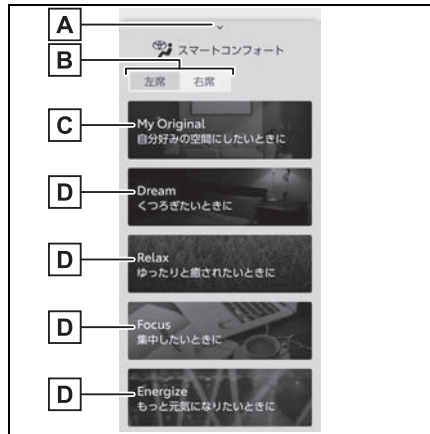 A
スマートコンフォート
B
左席 右席
C
My Original
自分好みの空間にしたいときに
D
Dream
くつろぎたいときに
D
Relax
ゆったりと癒されたいときに
D
Focus
集中したいときに
D
Energize
もっと元気になりたいときに